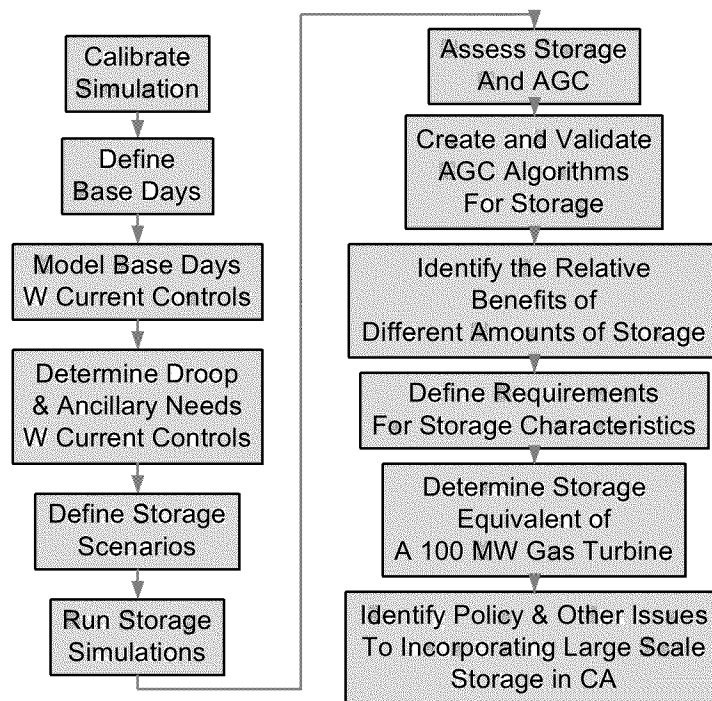 Calibrate
Simulation
Define
Base Days
Model Base Days
W Current Controls
Determine Droop
& Ancillary Needs
W Current Controls
Define Storage
Scenarios
Run Storage
Simulations
Assess Storage
And AGC
Create and Validate
AGC Algorithms
For Storage
Identify the Relative
Benefits of
Different Amounts of Storage
Define Requirements
For Storage Characteristics
Determine Storage
Equivalent of
A 100 MW Gas Turbine
Identify Policy & Other Issues
To Incorporating Large Scale
Storage in CA